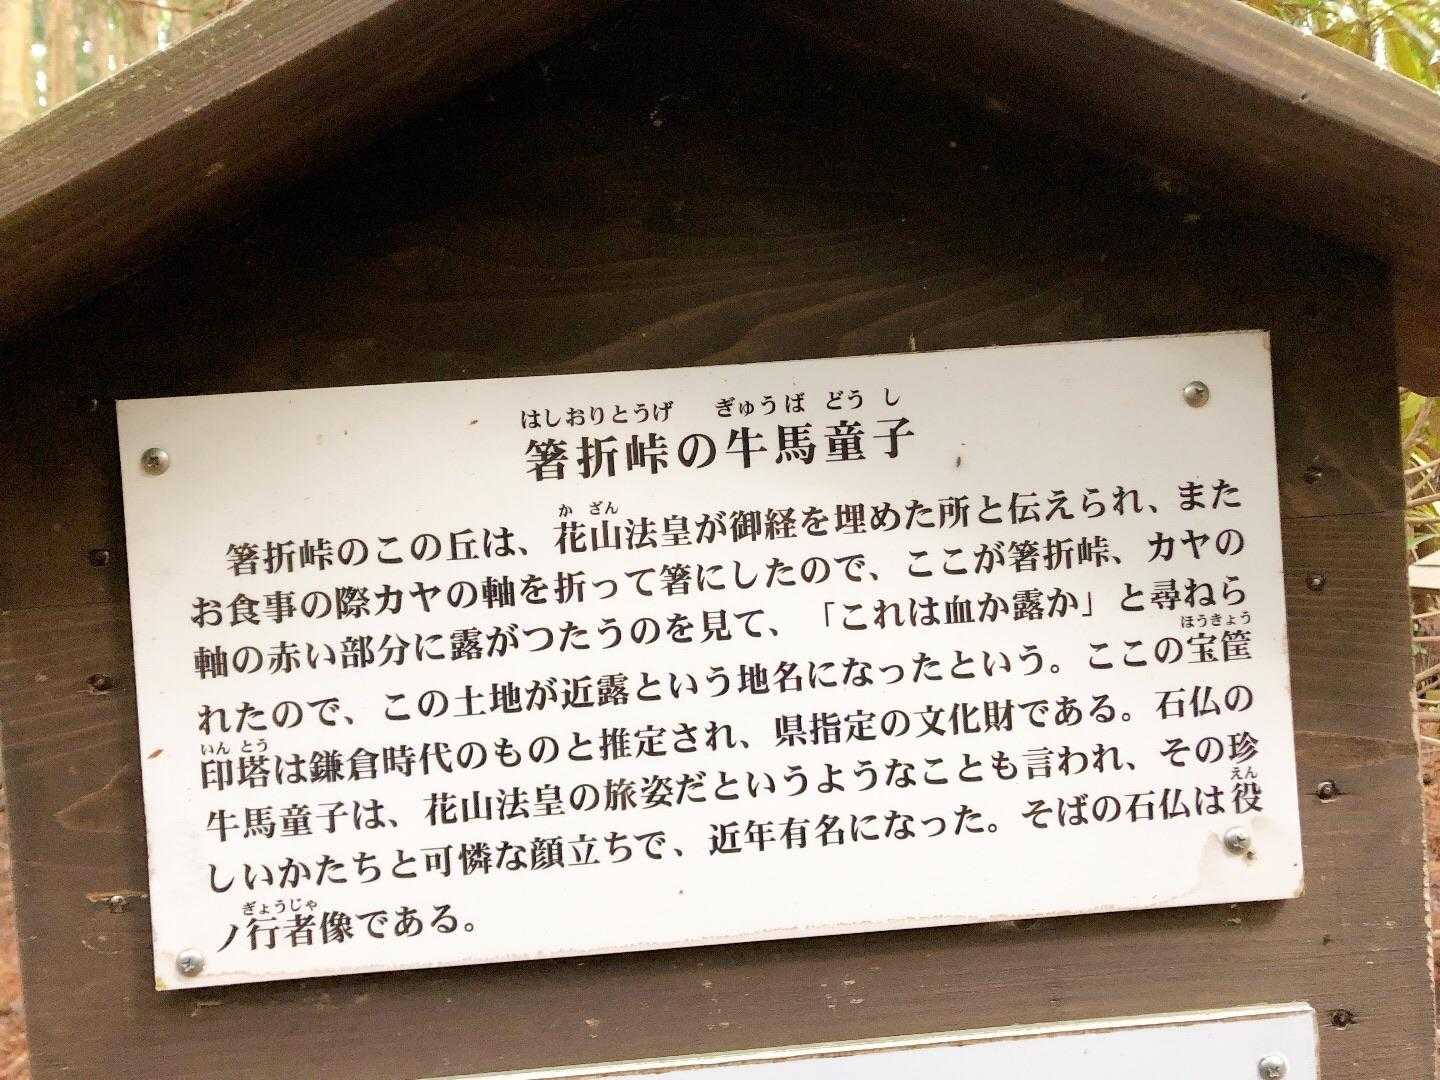 はしおりとうげ ぎゅうば どう し
箸折峠の牛馬童子
か ざん
箸折峠のこの丘は、花山法皇が御経を埋めた所と伝えられ、また
お食事の際カヤの軸を折って箸にしたので、ここが箸折峠、カヤの
軸の赤い部分に露がつたうのを見て、「これは血か露か」と尋ねら
ほうきょう
れたので、この土地が近露という地名になったという。ここの宝筐
いん とう
印塔は鎌倉時代のものと推定され、県指定の文化財である。石仏の
牛馬童子は、花山法皇の旅姿だというようなことも言われ、その珍
えん
しいかたちと可憐な顔立ちで、近年有名になった。そばの石仏は役
ぎょうじゃ
ノ行者像である。